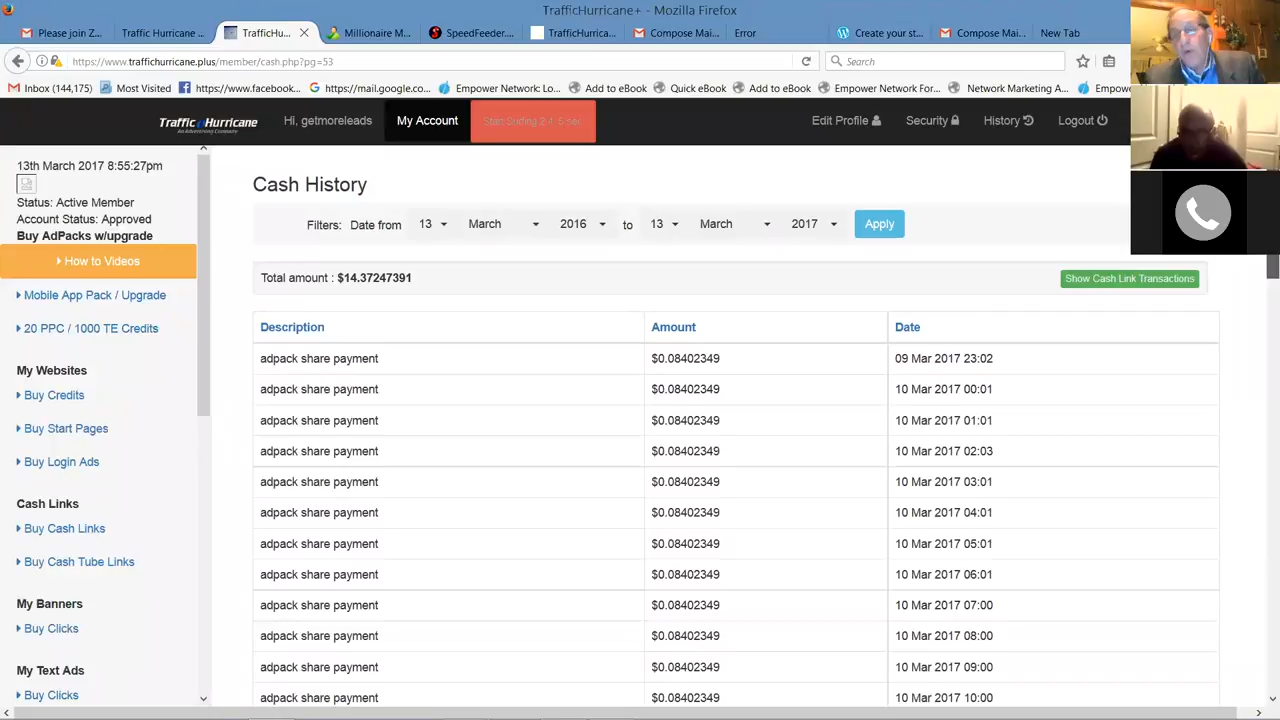 TrafficHurricane+ - Mozilla Firefox
Please join Z... Traffic Hurricane ... TrafficHu... Millionaire M... SpeedFeeder.... TrafficHurrica... Compose Mai... Error Create your st... Compose Mai... New Tab
https://www.traffichurricane.plus/member/cash.php?pg=53 Search
Inbox (144,175) Most Visited https://www.facebook... https://mail.google.co... Empower Network: Lo... Add to eBook Quick eBook Add to eBook Empower Network For... Network Marketing A... Empowe
Traffic Hurricane Hi, getmoreleads My Account Edit Profile Security History Logout
An Advertising Company
13th March 2017 8:55:27pm
Status: Active Member
Account Status: Approved
Buy AdPacks w/upgrade
How to Videos
Mobile App Pack / Upgrade
20 PPC / 1000 TE Credits
My Websites
Buy Credits
Buy Start Pages
Buy Login Ads
Cash Links
Buy Cash Links
Buy Cash Tube Links
My Banners
Buy Clicks
My Text Ads
Buy Clicks
Cash History
Filters: Date from 13 March 2016 to 13 March 2017 Apply
Total amount : $14.37247391 Show Cash Link Transactions
Description Amount Date
adpack share payment $0.08402349 09 Mar 2017 23:02
adpack share payment $0.08402349 10 Mar 2017 00:01
adpack share payment $0.08402349 10 Mar 2017 01:01
adpack share payment $0.08402349 10 Mar 2017 02:03
adpack share payment $0.08402349 10 Mar 2017 03:01
adpack share payment $0.08402349 10 Mar 2017 04:01
adpack share payment $0.08402349 10 Mar 2017 05:01
adpack share payment $0.08402349 10 Mar 2017 06:01
adpack share payment $0.08402349 10 Mar 2017 07:00
adpack share payment $0.08402349 10 Mar 2017 08:00
adpack share payment $0.08402349 10 Mar 2017 09:00
adpack share payment $0.08402349 10 Mar 2017 10:00